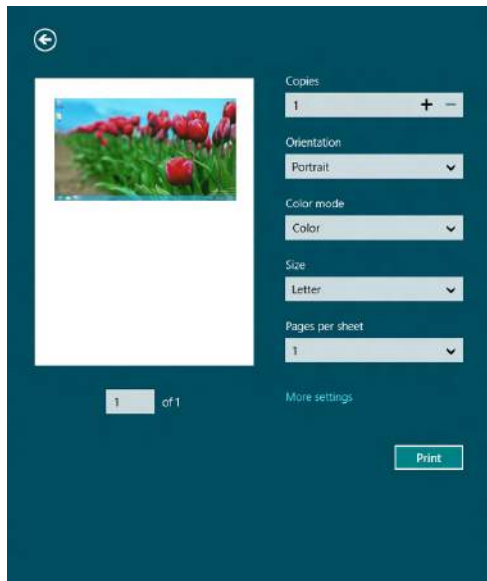 Copies
1
Orientation
Portrait
Color mode
Color
Size
Letter
Pages per sheet
1
More settings
1 of 1
Print